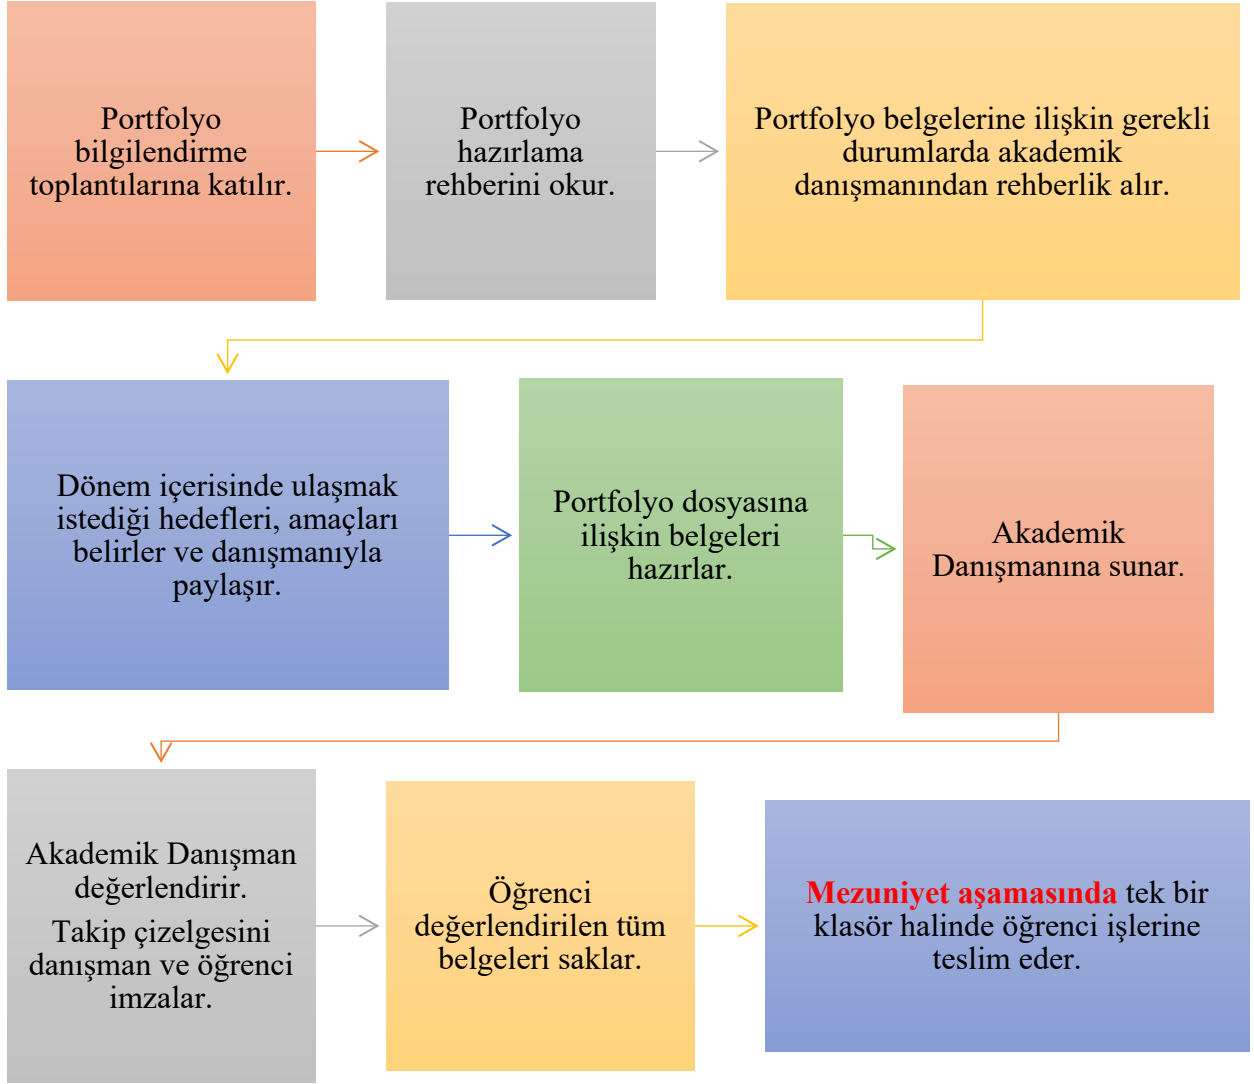 Portfolyo
bilgilendirme
toplantılarına katılır.
Portfolyo
hazırlama
rehberini okur.
Portfolyo belgelerine ilişkin gerekli
durumlarda akademik
danışmanından rehberlik alır.
Dönem içerisinde ulaşmak
istediği hedefleri, amaçları
belirler ve danışmanıyla
paylaşır.
Portfolyo dosyasına
ilişkin belgeleri
hazırlar.
Akademik
Danışmanına sunar.
Akademik Danışman
değerlendirir.
Takip çizelgesini
danışman ve öğrenci
imzalar.
Öğrenci
değerlendirilen tüm
belgeleri saklar.
Mezuniyet aşamasında tek bir
klasör halinde öğrenci işlerine
teslim eder.